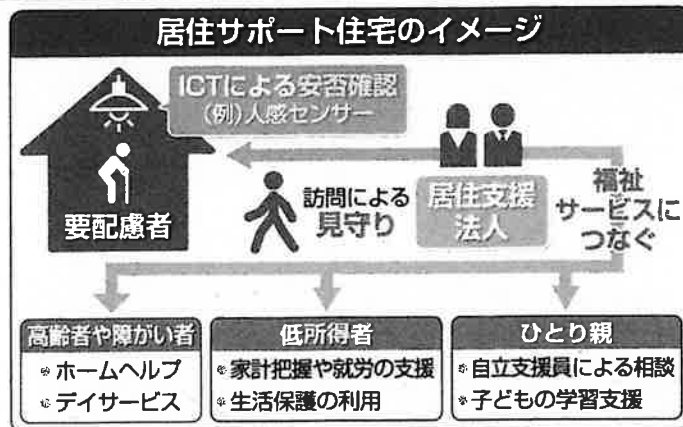 居住サポート住宅のイメージ
ICTによる安否確認
(例)人感センサー
要配慮者
訪問による
見守り
居住支援
法人
福祉
サービスに
つなぐ
高齢者や障がい者
ホームヘルプ
デイサービス
低所得者
家計把握や就労の支援
生活保護の利用
ひとり親
自立支援員による相談
子どもの学習支援